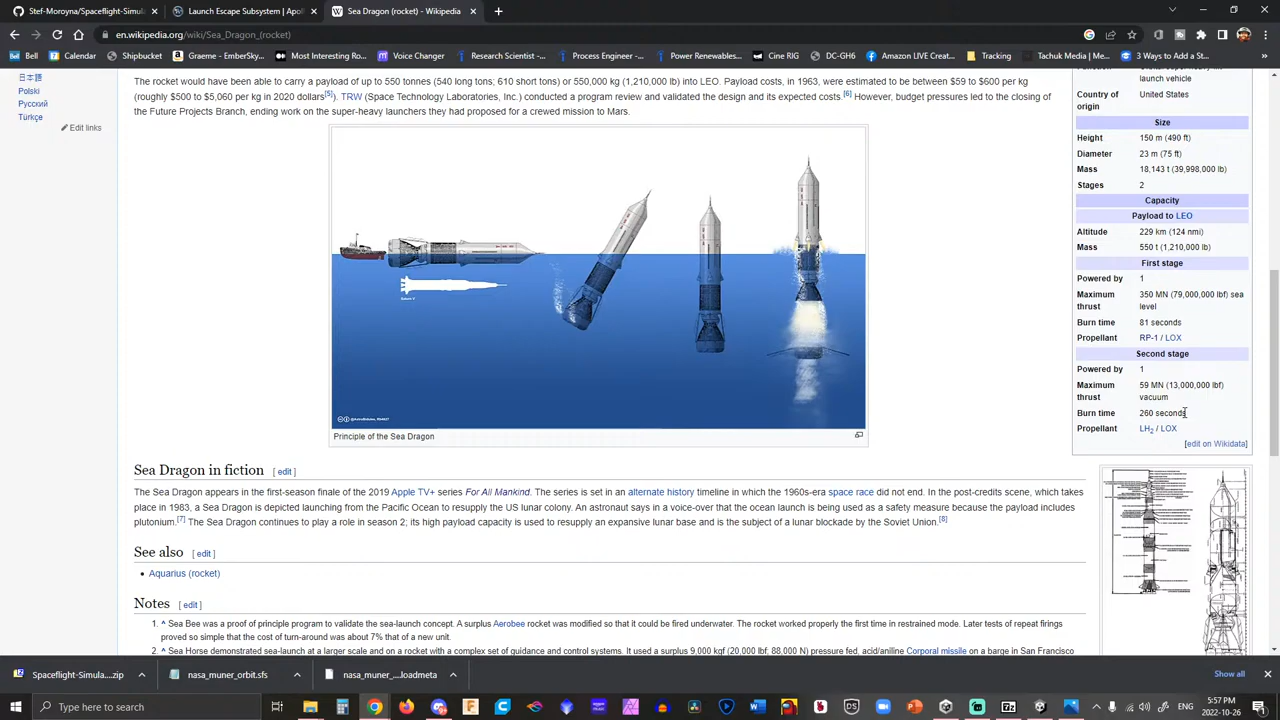 Stef-Moroyna/Spaceflight-Simula
Launch Escape Subsystem | Apoll
Sea Dragon (rocket) - Wikipedia
en.wikipedia.org/wiki/Sea_Dragon_(rocket)
Bell
Calendar
Supacolor Booking
Graeme - EmberSky...
Most Interesting Ro...
Voice Changer
Research Scientist -...
Process Engineer -...
Power Renewables...
Cine RIG
DC-GH6
Amazon LIVE Creat...
Tracking
Tachuk Media - Me...
3 Ways to Add a St...
日本語
Polski
Русский
Türkçe
Edit links
The rocket would have been able to carry a payload of up to 550 tonnes (540 long tons; 610 short tons) or 550,000 kg (1,210,000 lb) into LEO. Payload costs, in 1963, were estimated to be between $59 to $600 per kg
(roughly $500 to $5,060 per kg in 2020 dollars[5]). TRW (Space Technology Laboratories, Inc.) conducted a program review and validated the design and its expected costs.[6] However, budget pressures led to the closing of
the Future Projects Branch, ending work on the super-heavy launchers they had proposed for a crewed mission to Mars.
Saturn V
Principle of the Sea Dragon
Sea Dragon in fiction [ edit ]
The Sea Dragon appears in the first-season finale of the 2019 Apple TV+ series For All Mankind. The series is set in an alternate history timeline in which the 1960s-era space race did not end. In the post-credits scene, which takes
place in 1983, a Sea Dragon is depicted launching from the Pacific Ocean to resupply the US lunar colony. An astronaut says in a voice-over that the ocean launch is being used as a safety measure because the payload includes
plutonium.[7] The Sea Dragon continues to play a role in season 2; its high payload capacity is used to resupply an expansive lunar base and is the subject of a lunar blockade by the Soviet Union.[8]
See also [ edit ]
• Aquarius (rocket)
Notes [ edit ]
1. ^ Sea Bee was a proof of principle program to validate the sea-launch concept. A surplus Aerobee rocket was modified so that it could be fired underwater. The rocket worked properly the first time in restrained mode. Later tests of repeat firings
proved so simple that the cost of turn-around was about 7% that of a new unit.
2. ^ Sea Horse demonstrated sea-launch at a larger scale and on a rocket with a complex set of guidance and control systems. It used a surplus 9,000 kgf (20,000 lbf; 88,000 N) pressure fed, acid/aniline Corporal missile on a barge in San Francisco
launch vehicle
Country of United States
origin
Size
Height 150 m (490 ft)
Diameter 23 m (75 ft)
Mass 18,143 t (39,998,000 lb)
Stages 2
Capacity
Payload to LEO
Altitude 229 km (124 nmi)
Mass 550 t (1,210,000 lb)
First stage
Powered by 1
Maximum 350 MN (79,000,000 lbf) sea
thrust level
Burn time 81 seconds
Propellant RP-1 / LOX
Second stage
Powered by 1
Maximum 59 MN (13,000,000 lbf)
thrust vacuum
Burn time 260 seconds
Propellant LH2 / LOX
[edit on Wikidata]
Spaceflight-Simula....zip
nasa_muner_orbit.sfs
nasa_muner_....loadmeta
Show all
Type here to search
ENG
5:57 PM
2022-10-26